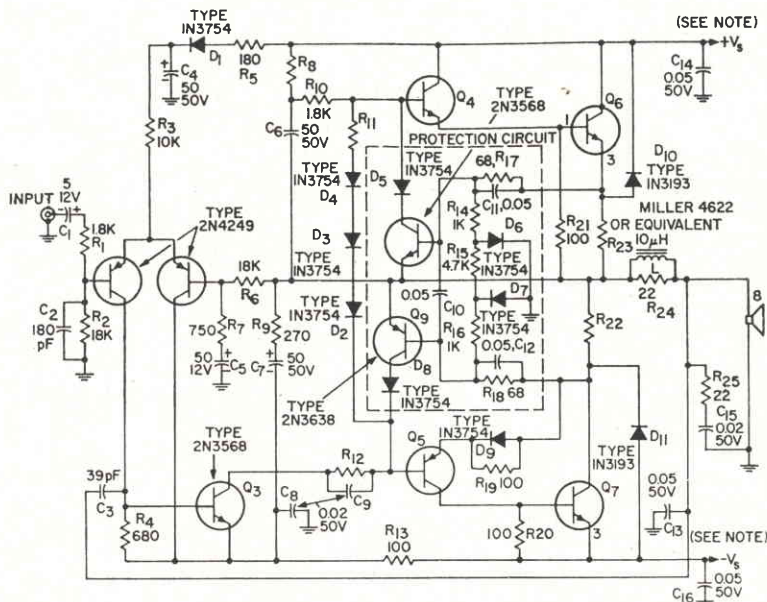 TYPE
1N3754
(SEE NOTE)
+Vs
D1
180
R5
R8
C4
50
50V
R10
1.8K
Q4
C14
0.05
50V
TYPE
2N3568
Q6
1
3
R3
10K
C6
50
50V
R11
PROTECTION CIRCUIT
TYPE
1N3754
68, R17
D10
TYPE
1N3193
INPUT
5
12V
C1
1.8K
R1
TYPE
2N4249
TYPE
1N3754
D4
D5
C11, 0.05
R14
1K
D6
R21
100
R23
MILLER 4622
OR EQUIVALENT
10µH
D3
R15
4.7K
TYPE
1N3754
18K
R6
TYPE
1N3754
L
22
R24
8
C2
180
pF
R2
18K
TYPE
1N3754
D2
0.05
C10
D7
750
R7
R9
270
Q9
R16
1K
TYPE
1N3754
R22
50
12V
C5
C7
50
50V
D8
0.05, C12
R25
22
TYPE
2N3638
TYPE
1N3754
R18
68
C15
0.02
50V
TYPE
2N3568
TYPE
1N3754
TYPE
1N3193
D11
R12
Q5
D9
39pF
C3
Q3
C8
C9
0.02
50V
R19
100
Q7
0.05
50V
C13
R4
680
R13
100
100
R20
3
(SEE NOTE)
-Vs
0.05
50V
C16